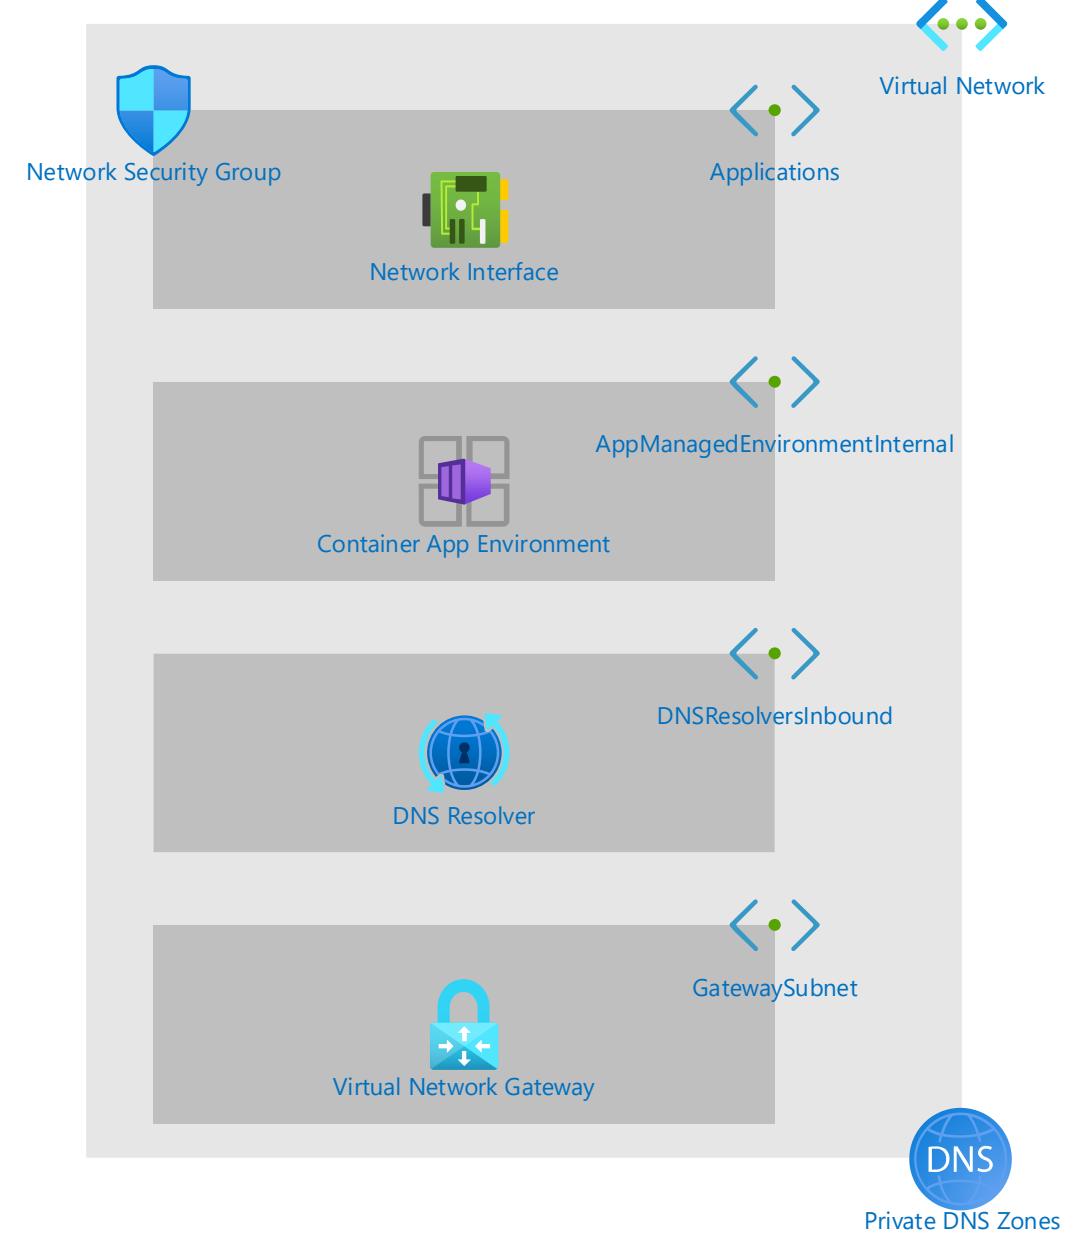 Virtual Network
Network Security Group
Applications
Network Interface
AppManagedEnvironmentInternal
Container App Environment
DNSResolversInbound
DNS Resolver
GatewaySubnet
Virtual Network Gateway
DNS
Private DNS Zones